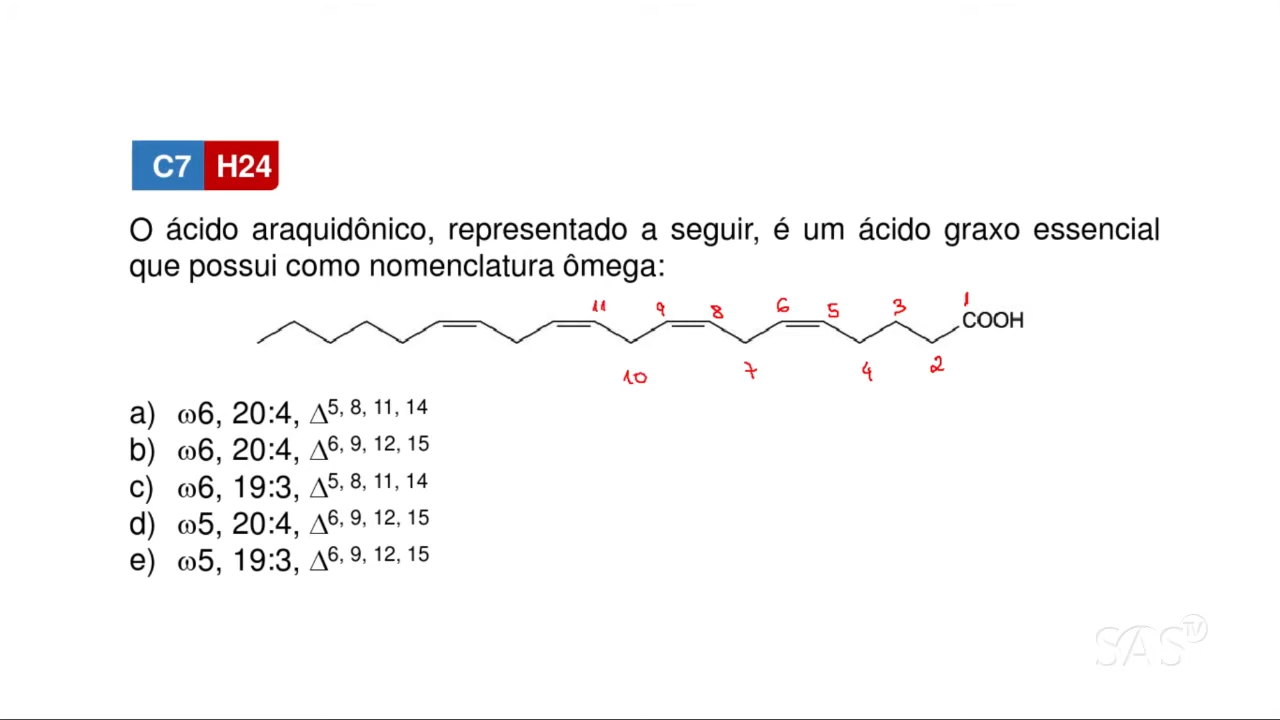 C7 H24
O ácido araquidônico, representado a seguir, é um ácido graxo essencial
que possui como nomenclatura ômega:
11 9 8 6 5 3 1
COOH
10 7 4 2
a) ω6, 20:4, Δ5, 8, 11, 14
b) ω6, 20:4, Δ6, 9, 12, 15
c) ω6, 19:3, Δ5, 8, 11, 14
d) ω5, 20:4, Δ6, 9, 12, 15
e) ω5, 19:3, Δ6, 9, 12, 15
SAS TV